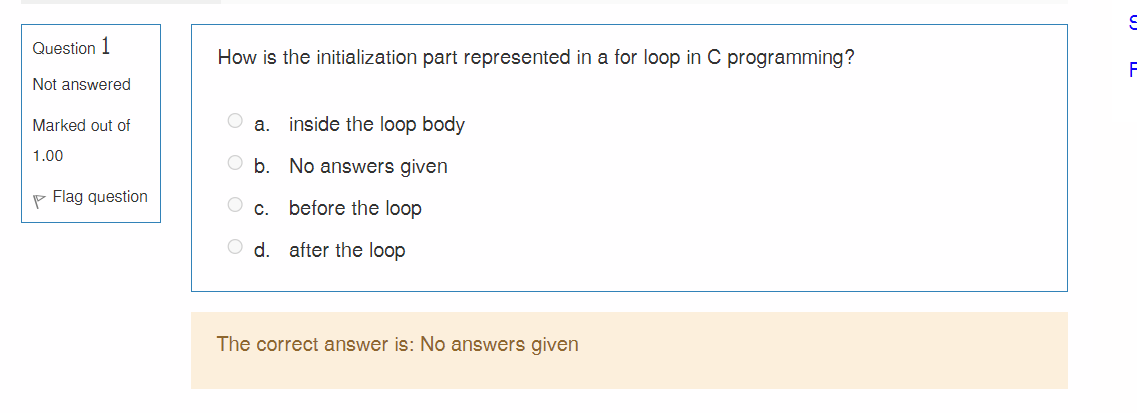 Question 1
Not answered
Marked out of
1.00
Flag question
How is the initialization part represented in a for loop in C programming?
a. inside the loop body
b. No answers given
c. before the loop
d. after the loop
The correct answer is: No answers given